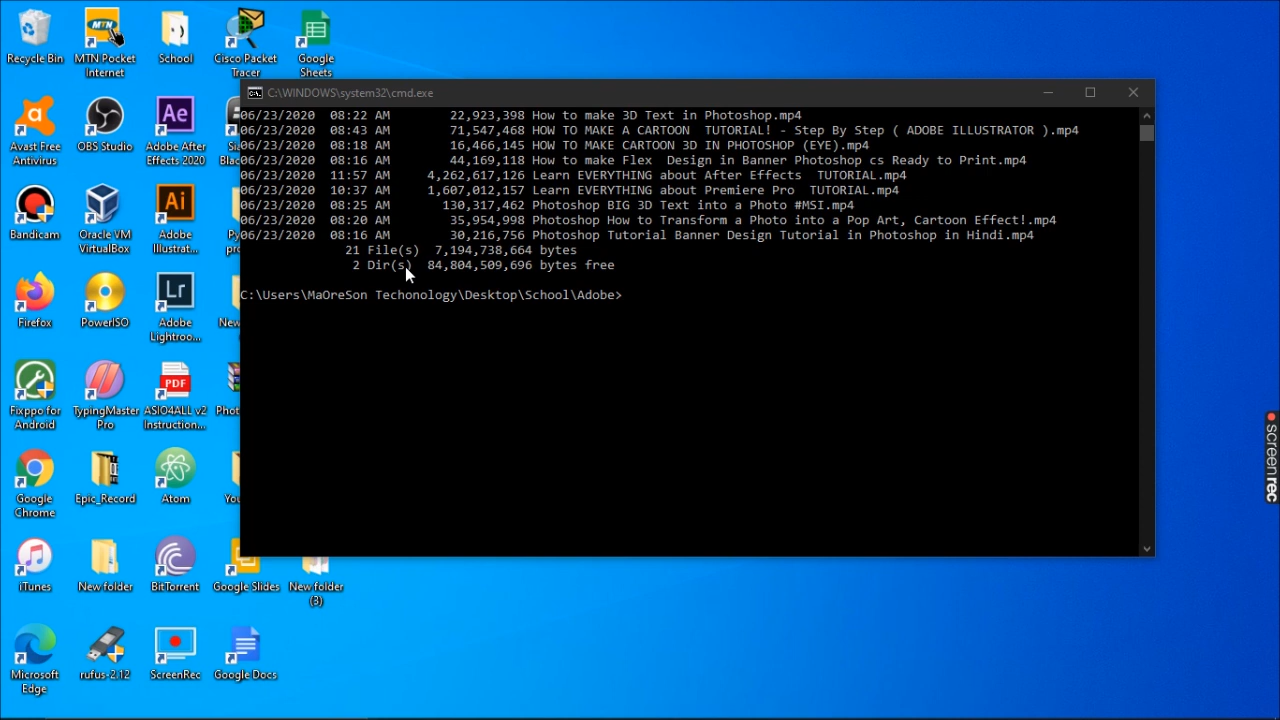 Recycle Bin
MTN Pocket Internet
School
Cisco Packet Tracer
Google Sheets
C:\WINDOWS\system32\cmd.exe
06/23/2020  08:22 AM        22,923,398 How to make 3D Text in Photoshop.mp4
06/23/2020  08:43 AM        71,547,468 HOW TO MAKE A CARTOON  TUTORIAL! - Step By Step ( ADOBE ILLUSTRATOR ).mp4
06/23/2020  08:18 AM        16,466,145 HOW TO MAKE CARTOON 3D IN PHOTOSHOP (EYE).mp4
06/23/2020  08:16 AM        44,169,118 How to make Flex  Design in Banner Photoshop cs Ready to Print.mp4
06/23/2020  11:57 AM     4,262,617,126 Learn EVERYTHING about After Effects  TUTORIAL.mp4
06/23/2020  10:37 AM     1,607,012,157 Learn EVERYTHING about Premiere Pro  TUTORIAL.mp4
06/23/2020  08:25 AM       130,317,462 Photoshop BIG 3D Text into a Photo #MSI.mp4
06/23/2020  08:20 AM        35,954,998 Photoshop How to Transform a Photo into a Pop Art, Cartoon Effect!.mp4
06/23/2020  08:16 AM        30,216,756 Photoshop Tutorial Banner Design Tutorial in Photoshop in Hindi.mp4
21 File(s)  7,194,738,664 bytes
2 Dir(s)  84,804,509,696 bytes free
C:\Users\MaOreSon Techonology\Desktop\School\Adobe>
Avast Free Antivirus
OBS Studio
Adobe After Effects 2020
Bandicam
Oracle VM VirtualBox
Adobe Illustrat...
Firefox
PowerISO
Adobe Lightroo...
Fixppo for Android
TypingMaster Pro
PDF
ASIO4ALL v2 Instruction...
Google Chrome
Epic_Record
Atom
iTunes
New folder
BitTorrent
Google Slides
New folder (3)
Microsoft Edge
rufus-2.12
ScreenRec
Google Docs
screenrec